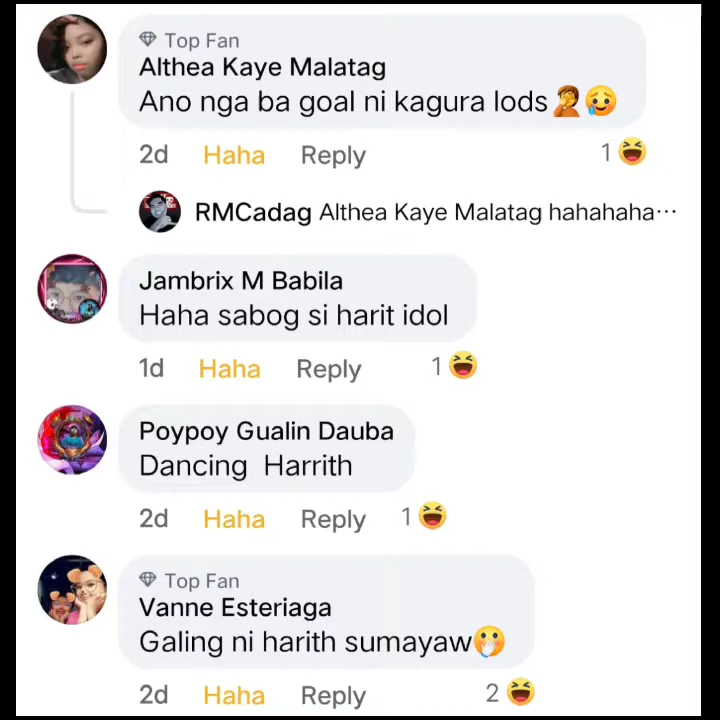 Top Fan
Althea Kaye Malatag
Ano nga ba goal ni kagura lods🤦🥲
2d Haha Reply 1
RMCadag Althea Kaye Malatag hahahaha...
Jambrix M Babila
Haha sabog si harit idol
1d Haha Reply 1
Poypoy Gualin Dauba
Dancing Harrith
2d Haha Reply 1
Top Fan
Vanne Esteriaga
Galing ni harith sumayaw🤭
2d Haha Reply 2